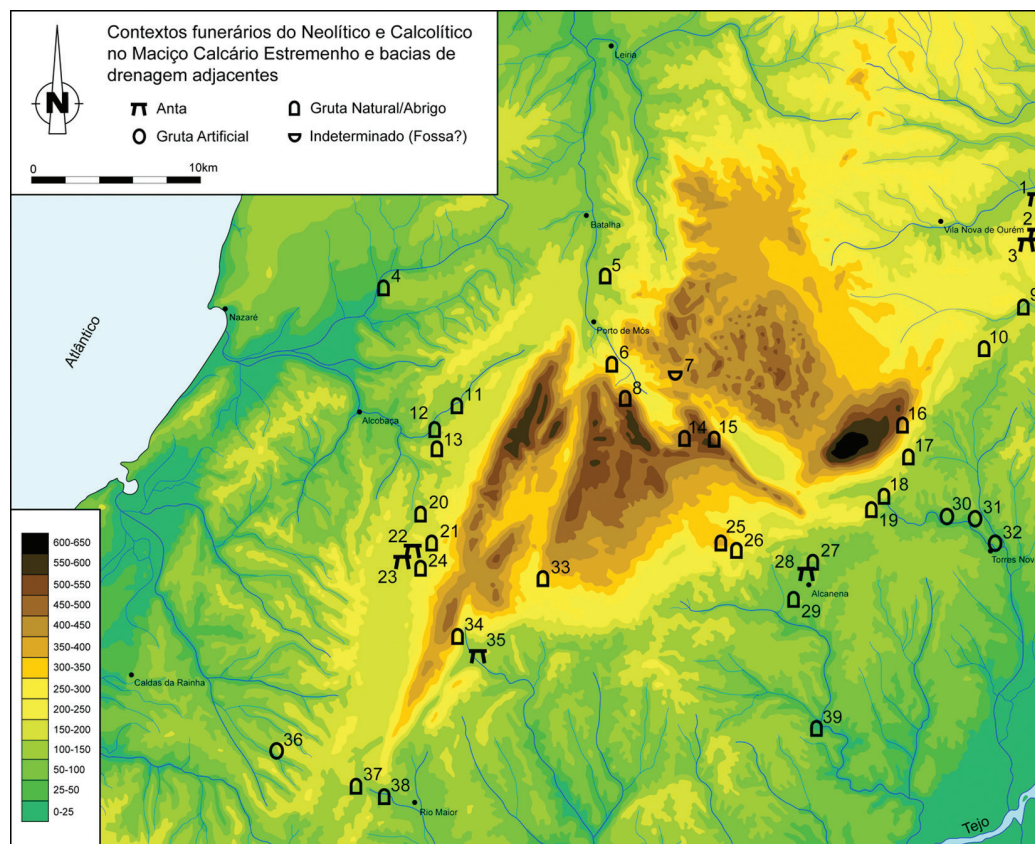 Contextos funerários do Neolítico e Calcolítico
no Maciço Calcário Estremenho e bacias de
drenagem adjacentes
N
Anta
Gruta Natural/Abrigo
Gruta Artificial
Indeterminado (Fossa?)
0
10km
Leiria
1
Batalha
Vila Nova de Ourém
2
3
5
4
9
Nazaré
Porto de Mós
10
Atlântico
6
7
8
11
Alcobaça
12
13
14
15
16
17
18
19
20
30
31
21
22
32
Torres Nov
23
24
25
26
27
28
Alcanena
29
33
34
35
Caldas da Rainha
36
39
37
38
Rio Maior
Tejo
600-650
550-600
500-550
450-500
400-450
350-400
300-350
250-300
200-250
150-200
100-150
50-100
25-50
0-25